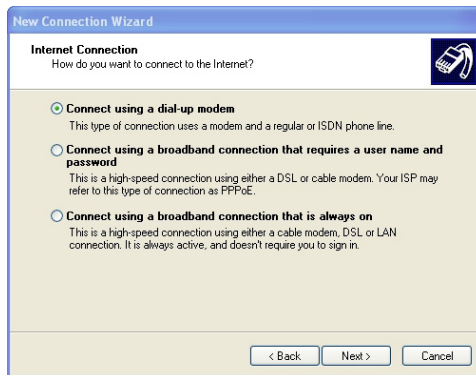 New Connection Wizard
Internet Connection
How do you want to connect to the Internet?
Connect using a dial-up modem
This type of connection uses a modem and a regular or ISDN phone line.
Connect using a broadband connection that requires a user name and
password
This is a high-speed connection using either a DSL or cable modem. Your ISP may
refer to this type of connection as PPPoE.
Connect using a broadband connection that is always on
This is a high-speed connection using either a cable modem, DSL or LAN
connection. It is always active, and doesn't require you to sign in.
< Back
Next >
Cancel